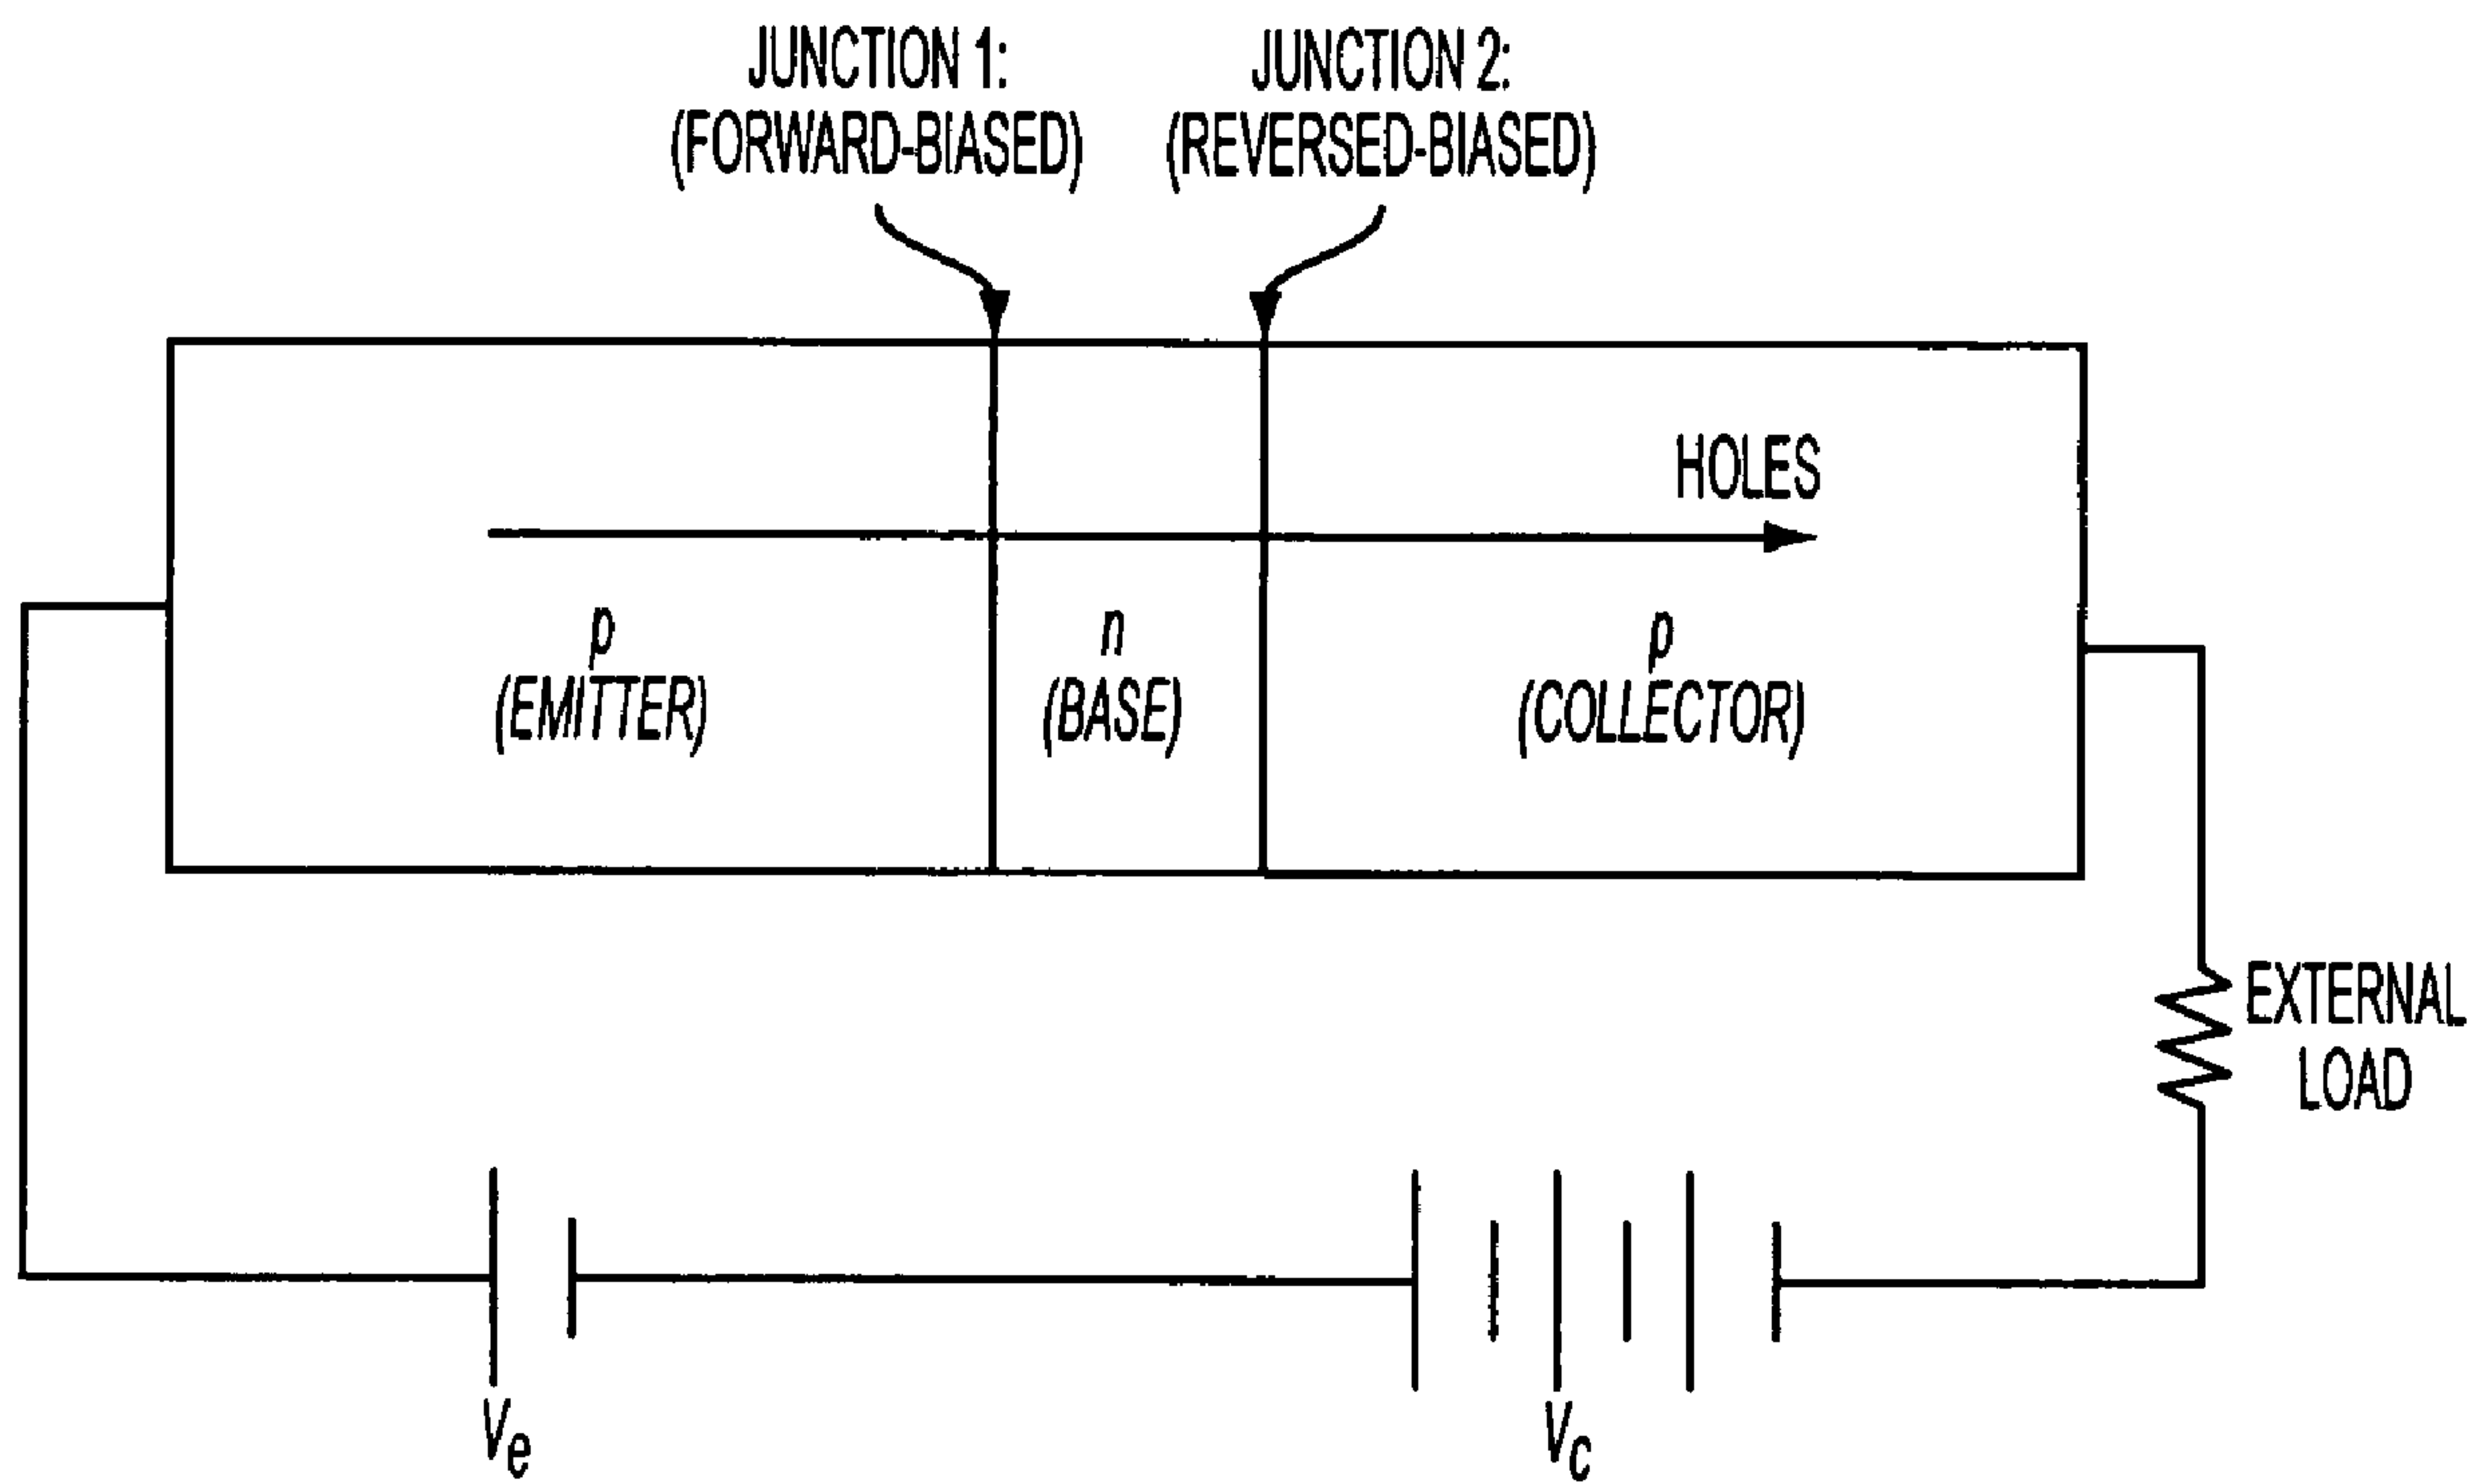 JUNCTION 1:
(FORWARD-BIASED)
JUNCTION 2:
(REVERSED-BIASED)
HOLES
p
(EMITTER)
n
(BASE)
p
(COLLECTOR)
EXTERNAL
LOAD
Ve
Vc